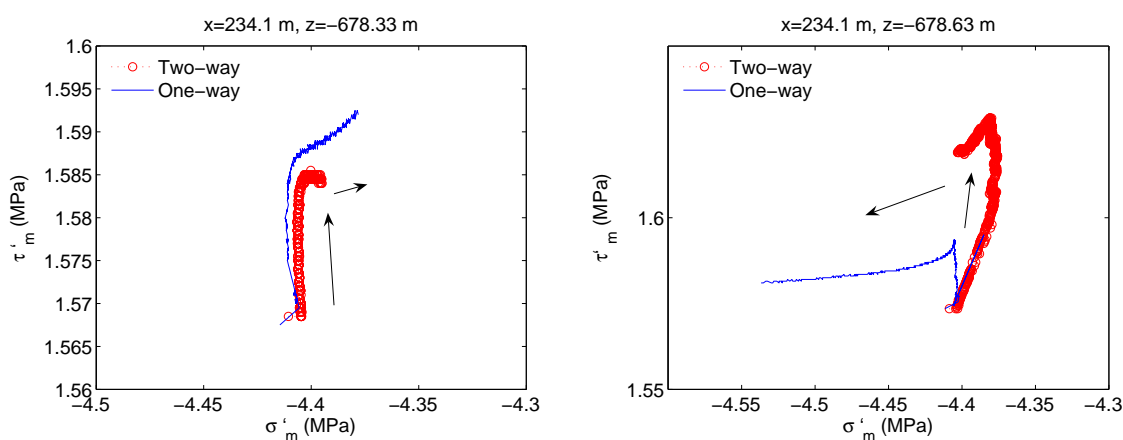 x=234.1 m, z=−678.33 m
1.6
1.595
1.59
1.585
1.58
1.575
1.57
1.565
1.56
τ‘m (MPa)
Two−way
One−way
−4.5
−4.45
−4.4
−4.35
−4.3
σ‘m (MPa)
x=234.1 m, z=−678.63 m
1.6
1.55
τ‘m (MPa)
Two−way
One−way
−4.55
−4.5
−4.45
−4.4
−4.35
−4.3
σ‘m (MPa)